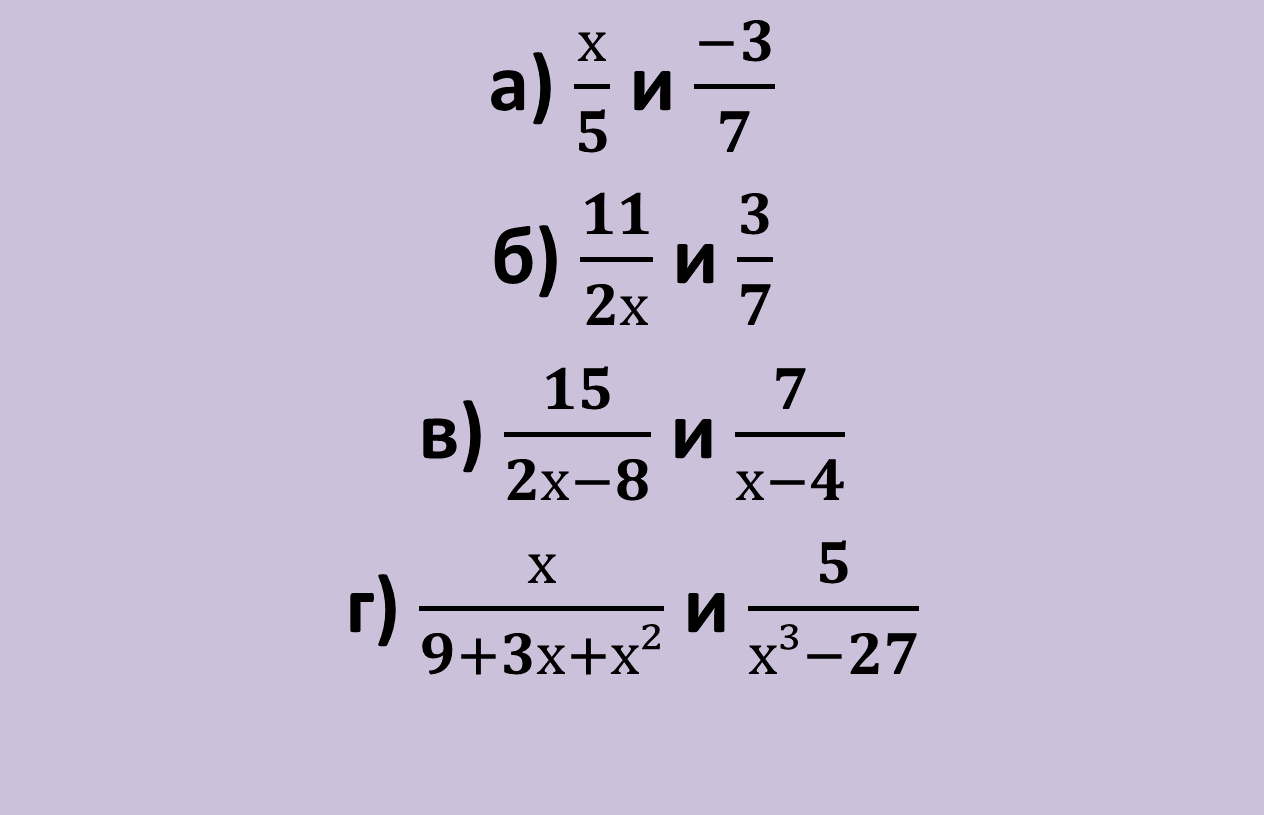 а) x/5 и −3/7
б) 11/2x и 3/7
в) 15/2x−8 и 7/x−4
г) x/9+3x+x² и 5/x³−27